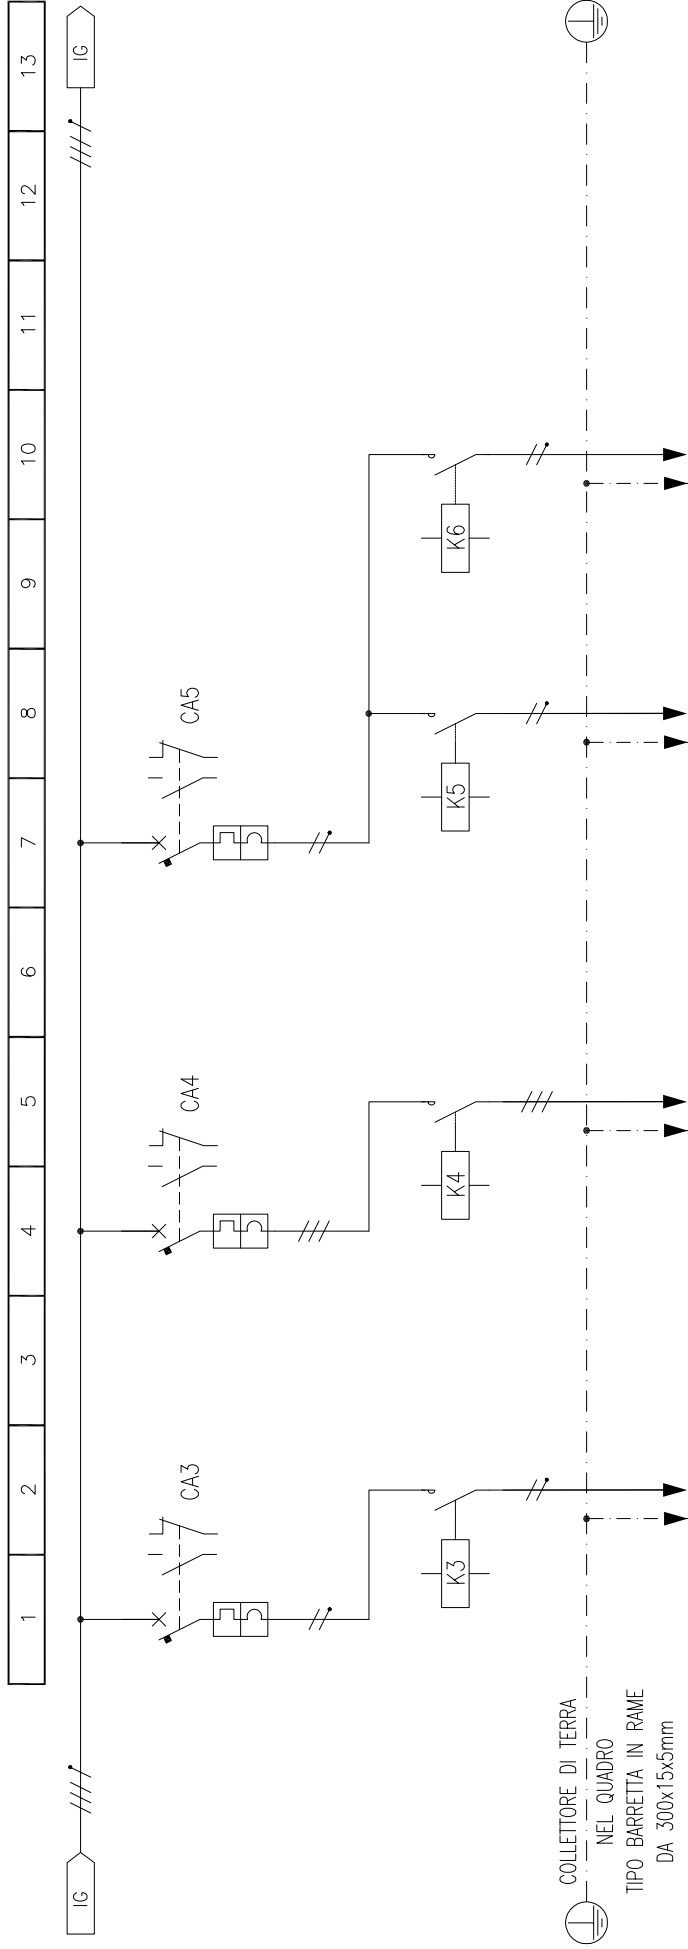 1 2 3 4 5 6 7 8 9 10 11 12 13
IG
IG
CA3
CA4
CA5
K3
K4
K5
K6
COLLETTORE DI TERRA
NEL QUADRO
TIPO BARRETTA IN RAME
DA 300x15x5mm